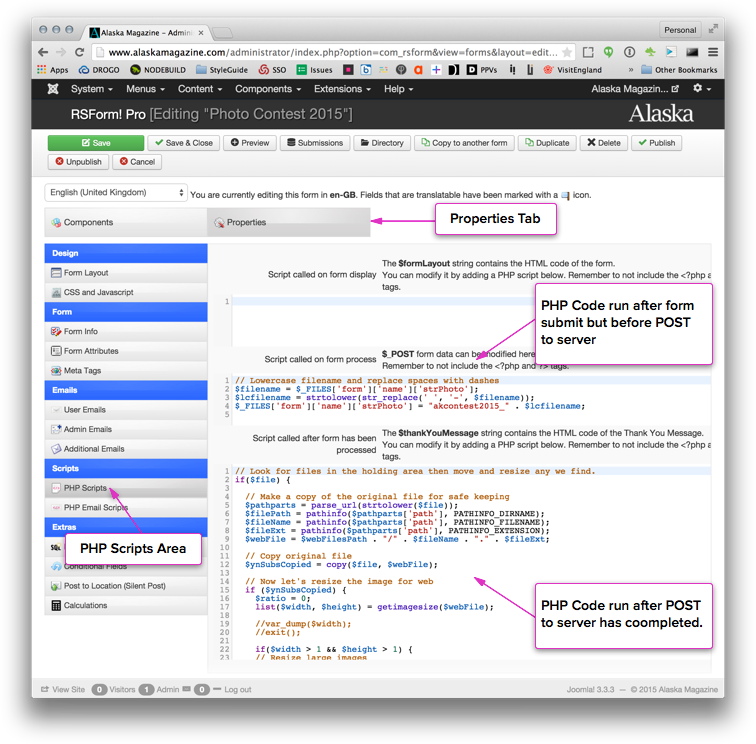 Alaska Magazine - Admin
Personal
www.alaskamagazine.com/administrator/index.php?option=com_rsform&view=forms&layout=edit...
Apps
DROGO
NODEBUILD
StyleGuide
SSO
Issues
PPVs
VisitEngland
»
Other Bookmarks
System
Menus
Content
Components
Extensions
Help
Alaska Magazin...
RSForm! Pro [Editing "Photo Contest 2015"]
Alaska
Save
Save & Close
Preview
Submissions
Directory
Copy to another form
Duplicate
Delete
Publish
Unpublish
Cancel
English (United Kingdom)
You are currently editing this form in en-GB. Fields that are translatable have been marked with a icon.
Components
Properties
Properties Tab
Design
Form Layout
CSS and Javascript
Form
Form Info
Form Attributes
Meta Tags
Emails
User Emails
Admin Emails
Additional Emails
Scripts
PHP Scripts
PHP Email Scripts
Extras
SQL
PHP Scripts Area
Conditional Fields
Post to Location (Silent Post)
Calculations
Script called on form display
The $formLayout string contains the HTML code of the form.
You can modify it by adding a PHP script below. Remember to not include the <?php a
tags.
1
PHP Code run after form
submit but before POST
to server
Script called on form process
$_POST form data can be modified here
Remember to not include the <?php and ?> tags.
1 // Lowercase filename and replace spaces with dashes
2 $filename = $_FILES['form']['name']['strPhoto'];
3 $lcfilename = strtolower(str_replace(' ', '-', $filename));
4 $_FILES['form']['name']['strPhoto'] = "akcontest2015_" . $lcfilename;
5
Script called after form has been
processed
The $thankYouMessage string contains the HTML code of the Thank You Message.
You can modify it by adding a PHP script below. Remember to not include the <?php a
tags.
1 // Look for files in the holding area then move and resize any we find.
2 if($file) {
3
4 // Make a copy of the original file for safe keeping
5 $pathparts = parse_url(strtolower($file));
6 $filePath = pathinfo($pathparts['path'], PATHINFO_DIRNAME);
7 $fileName = pathinfo($pathparts['path'], PATHINFO_FILENAME);
8 $fileExt = pathinfo($pathparts['path'], PATHINFO_EXTENSION);
9 $webFile = $webFilesPath . "/" . $fileName . "." . $fileExt;
10
11 // Copy original file
12 $ynSubsCopied = copy($file, $webFile);
13
14 // Now let's resize the image for web
15 if ($ynSubsCopied) {
16 $ratio = 0;
17 list($width, $height) = getimagesize($webFile);
18
19 //var_dump($width);
20 //exit();
21
22 if($width > 1 && $height > 1) {
23 // Resize large images
PHP Code run after POST
to server has coompleted.
View Site
0 Visitors
1 Admin
0
Log out
Joomla! 3.3.3 — © 2015 Alaska Magazine